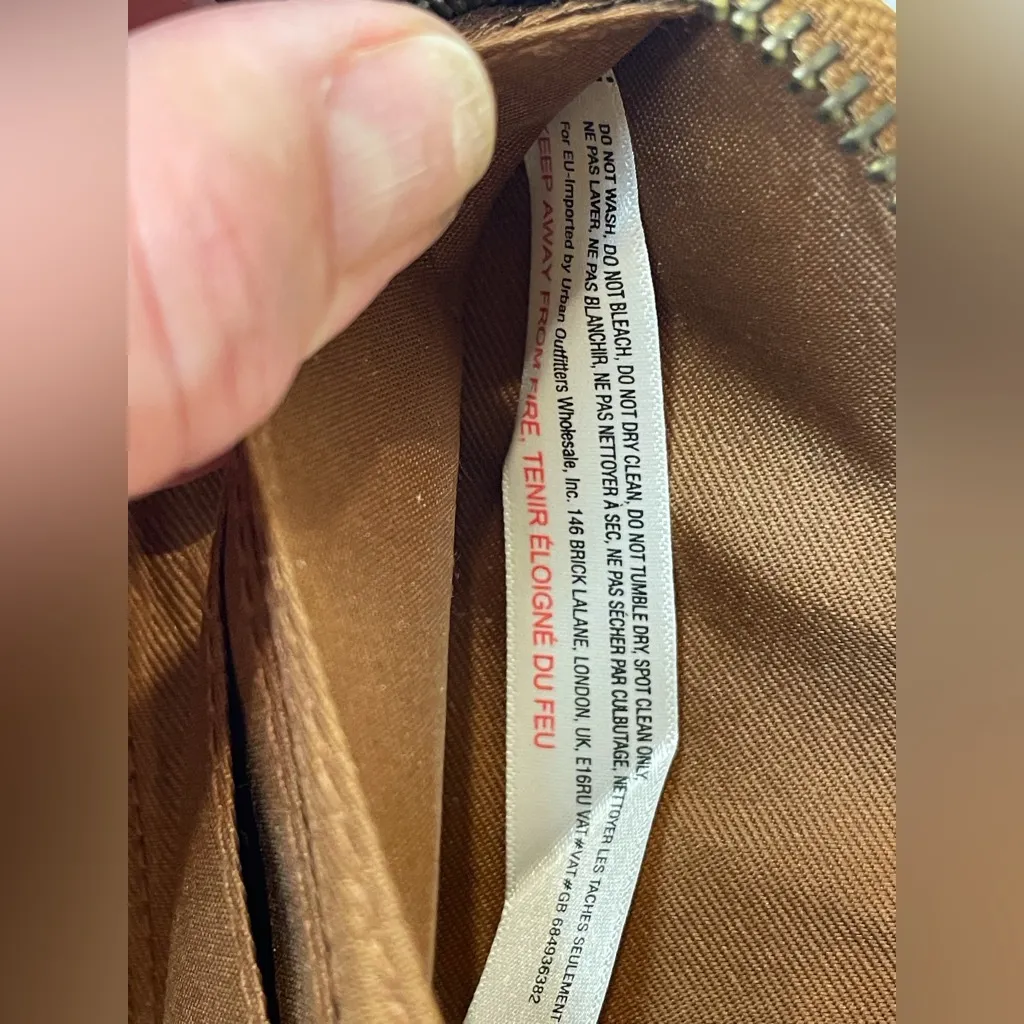 DO NOT WASH, DO NOT BLEACH, DO NOT DRY CLEAN, DO NOT TUMBLE DRY, SPOT CLEAN ONLY,
NE PAS LAVER, NE PAS BLANCHIR, NE PAS NETTOYER À SEC, NE PAS SÉCHER PAR CULBUTAGE, NETTOYER LES TACHES SEULEMENT
For EU-Imported by Urban Outfitters Wholesale, Inc. 146 BRICK LALANE, LONDON, UK, E16RU VAT#VAT#GB 684936382
KEEP AWAY FROM FIRE, TENIR ÉLOIGNÉ DU FEU